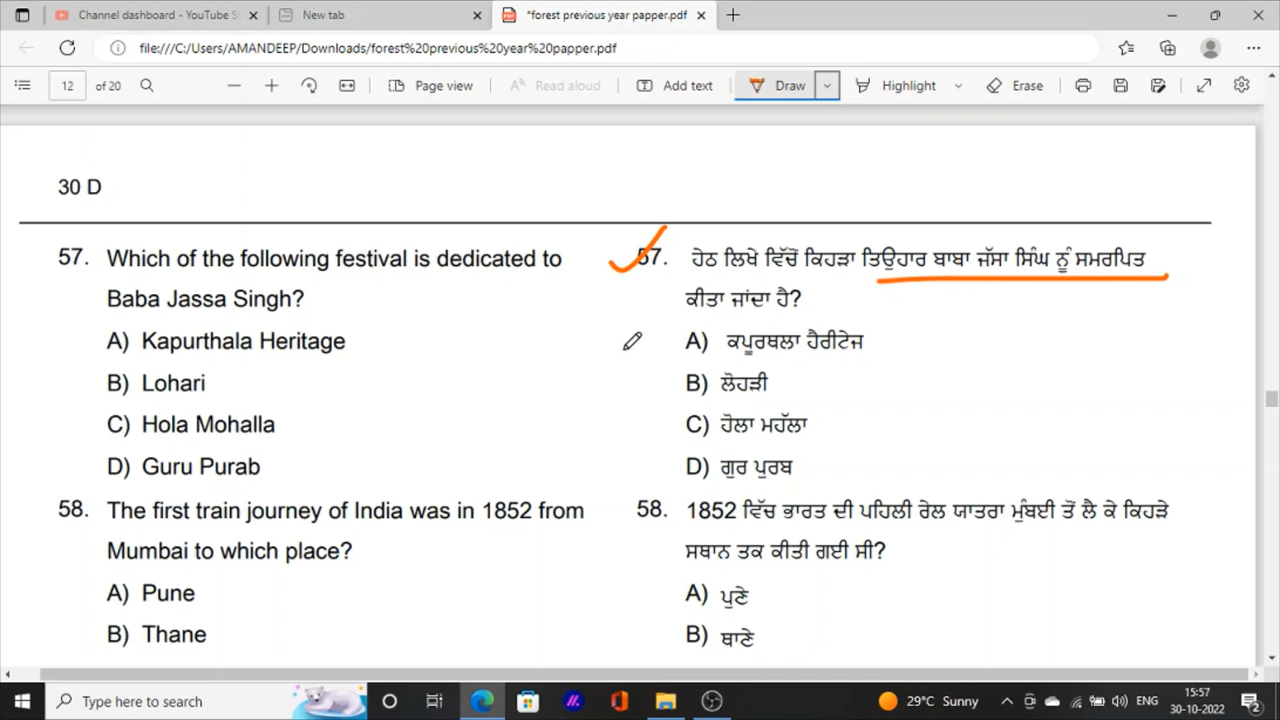 Channel dashboard - YouTube S
New tab
*forest previous year papper.pdf
file:///C:/Users/AMANDEEP/Downloads/forest%20previous%20year%20papper.pdf
12 of 20
Page view
Read aloud
Add text
Draw
Highlight
Erase
30 D
57. Which of the following festival is dedicated to
Baba Jassa Singh?
A) Kapurthala Heritage
B) Lohari
C) Hola Mohalla
D) Guru Purab
58. The first train journey of India was in 1852 from
Mumbai to which place?
A) Pune
B) Thane
57. ਹੇਠ ਲਿਖੇ ਵਿੱਚੋਂ ਕਿਹੜਾ ਤਿਉਹਾਰ ਬਾਬਾ ਜੱਸਾ ਸਿੰਘ ਨੂੰ ਸਮਰਪਿਤ
ਕੀਤਾ ਜਾਂਦਾ ਹੈ?
A) ਕਪੂਰਥਲਾ ਹੈਰੀਟੇਜ
B) ਲੋਹੜੀ
C) ਹੋਲਾ ਮਹੱਲਾ
D) ਗੁਰ ਪੁਰਬ
58. 1852 ਵਿੱਚ ਭਾਰਤ ਦੀ ਪਹਿਲੀ ਰੇਲ ਯਾਤਰਾ ਮੁੰਬਈ ਤੋਂ ਲੈ ਕੇ ਕਿਹੜੇ
ਸਥਾਨ ਤਕ ਕੀਤੀ ਗਈ ਸੀ?
A) ਪੁਣੇ
B) ਥਾਣੇ
Type here to search
29°C Sunny
ENG
15:57
30-10-2022
2